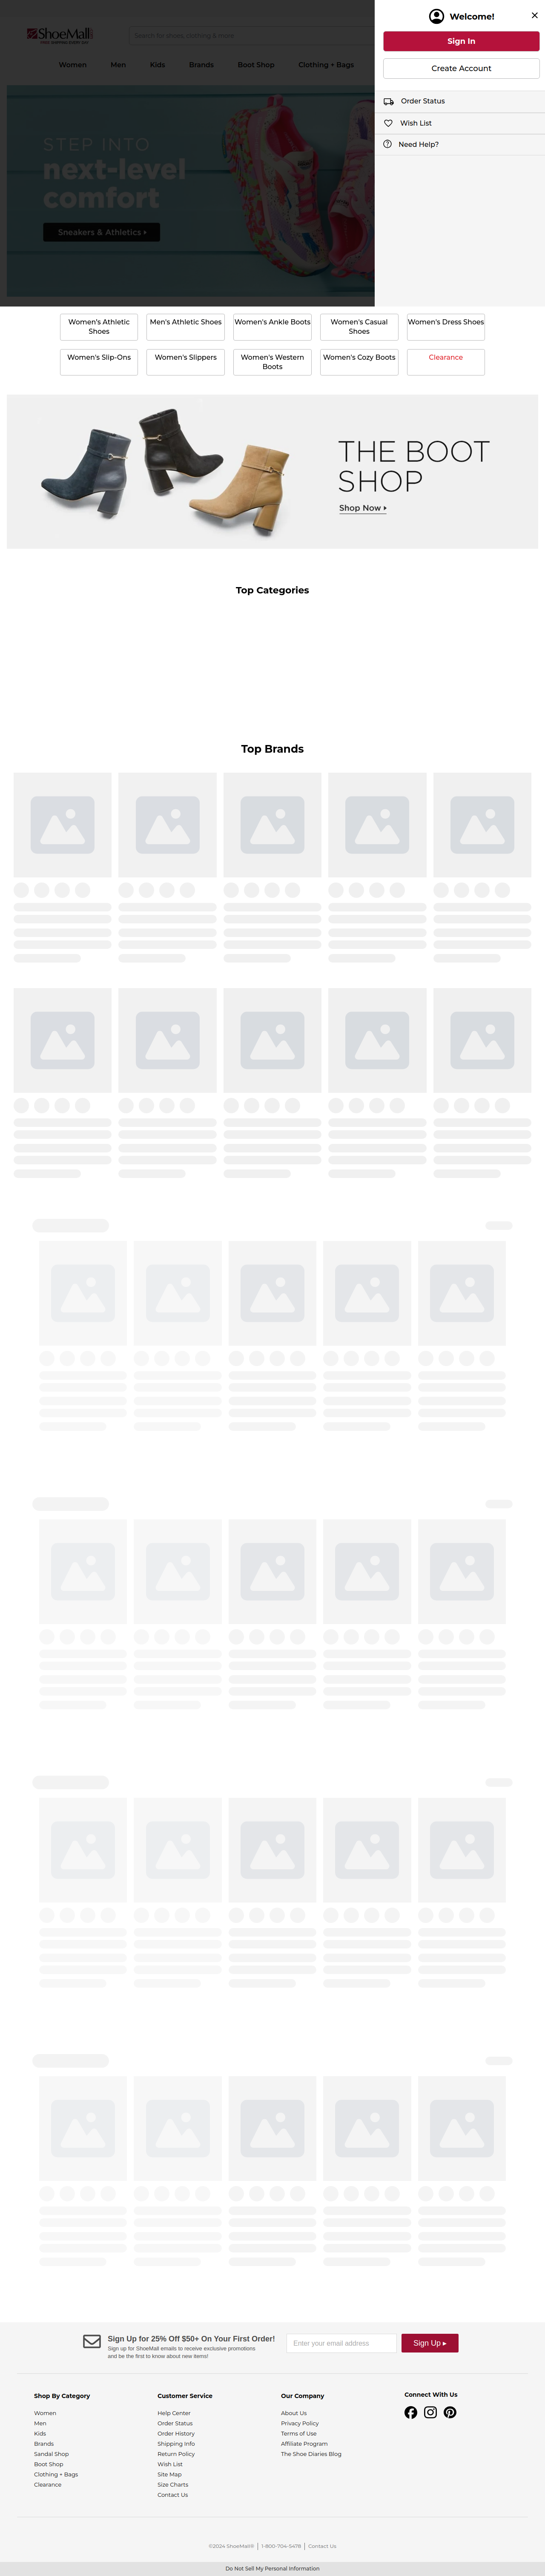 ShoeMall
Search for shoes, clothing & more
Women Men Kids Brands Boot Shop Clothing + Bags
STEP INTO
next-level
comfort
Sneakers & Athletics
Welcome!
Sign In
Create Account
Order Status
Wish List
Need Help?
Women's Athletic
Shoes
Men's Athletic Shoes
Women's Ankle Boots
Women's Casual
Shoes
Women's Dress Shoes
Women's Slip-Ons
Women's Slippers
Women's Western
Boots
Women's Cozy Boots
Clearance
THE BOOT
SHOP
Shop Now
Top Categories
Top Brands
Sign Up for 25% Off $50+ On Your First Order!
Sign up for ShoeMall emails to receive exclusive promotions
and be the first to know about new items!
Enter your email address
Sign Up ▸
Shop By Category
Women
Men
Kids
Brands
Sandal Shop
Boot Shop
Clothing + Bags
Clearance
Customer Service
Help Center
Order Status
Order History
Shipping Info
Return Policy
Wish List
Site Map
Size Charts
Contact Us
Our Company
About Us
Privacy Policy
Terms of Use
Affiliate Program
The Shoe Diaries Blog
Connect With Us
©2024 ShoeMall® | 1-800-704-5478 | Contact Us
Do Not Sell My Personal Information